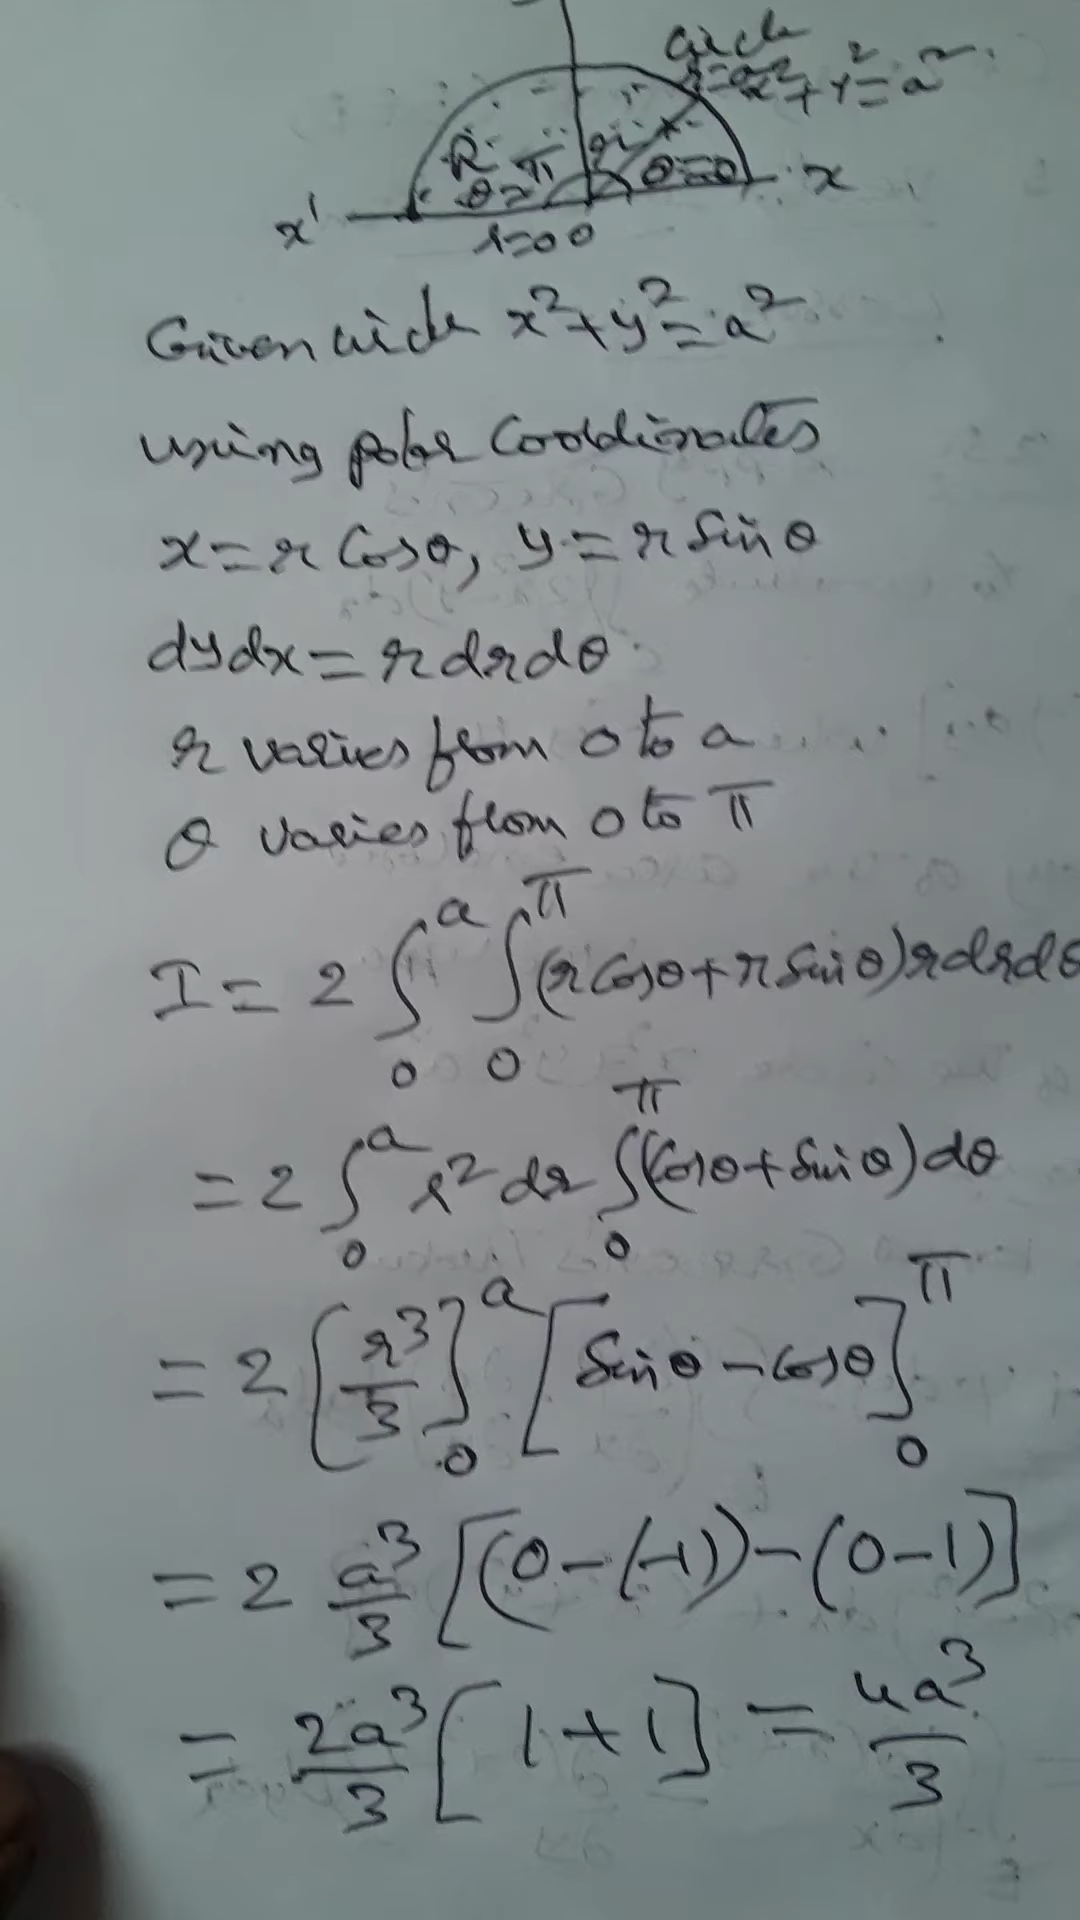 Circle
x²+y²=a²
R
θ=π
θ=0
x
x'
r=0 0
Given circle x²+y²=a²
using polar Coordinates
x=r Cosθ, y=r Sinθ
dydx=r dr dθ
r varies from 0 to a
θ varies from 0 to π
I = 2 ∫₀ᵃ ∫₀^π (r Cosθ + r Sinθ) r dr dθ
= 2 ∫₀ᵃ r² dr ∫₀^π (Cosθ + Sinθ) dθ
= 2 [r³/3]₀ᵃ [Sinθ – Cosθ]₀^π
= 2 a³/3 [(0–(–1)) – (0–1)]
= 2a³/3 [1+1] = 4a³/3